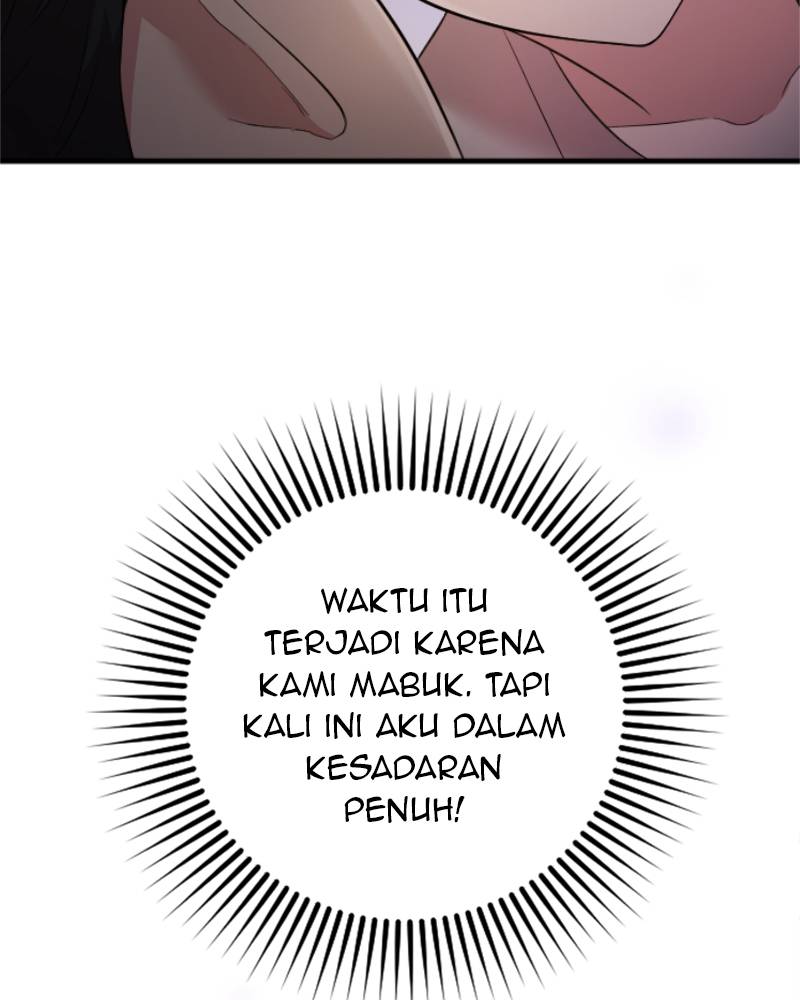 WAKTU ITU
TERJADI KARENA
KAMI MABUK. TAPI
KALI INI AKU DALAM
KESADARAN
PENUH!